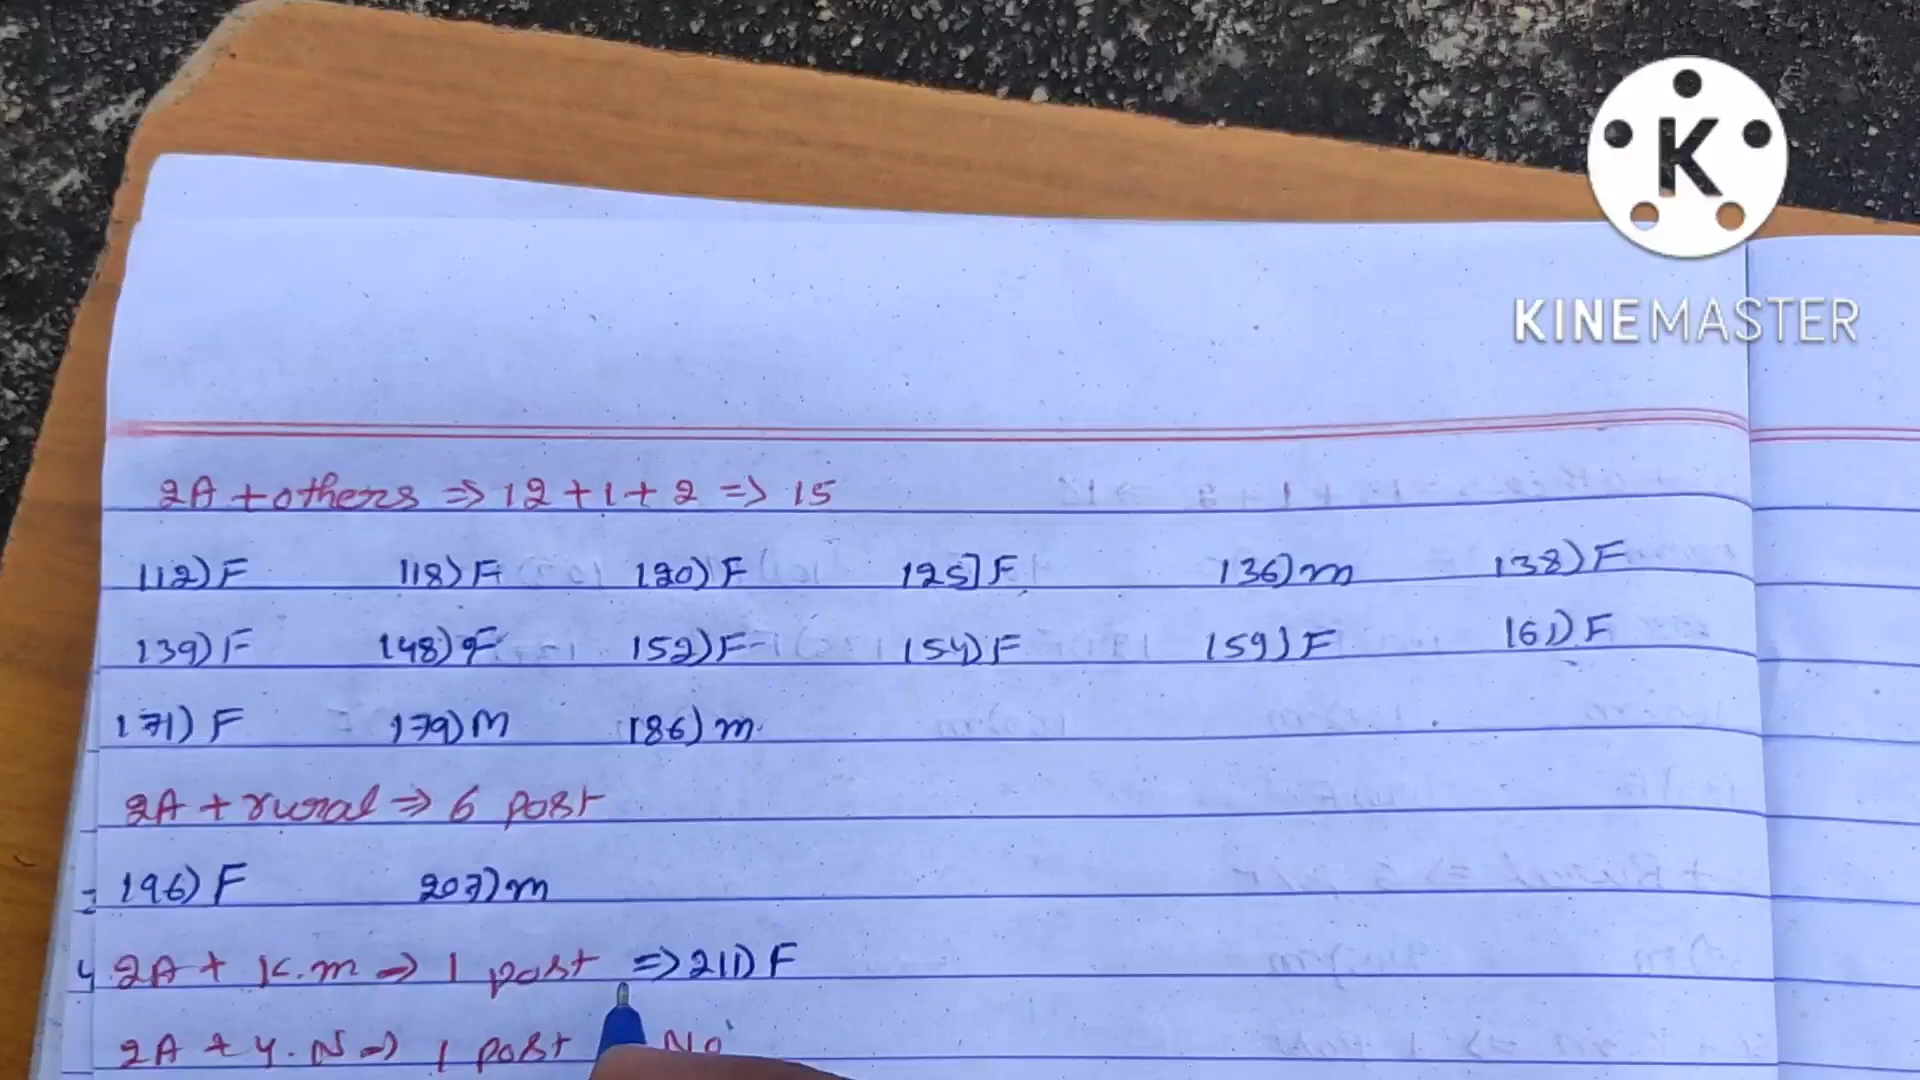 K
KINEMASTER
2A + others => 12 + 1 + 2 => 15
112) F 118) F 120) F 125] F 136) m 138) F
139) F 148) F 152) F 154) F 159) F 161) F
171) F 179) M 186) m.
2A + rural => 6 post
196) F 207) m
2A + K.m => 1 post => 211) F
2A + Y.N => 1 post No